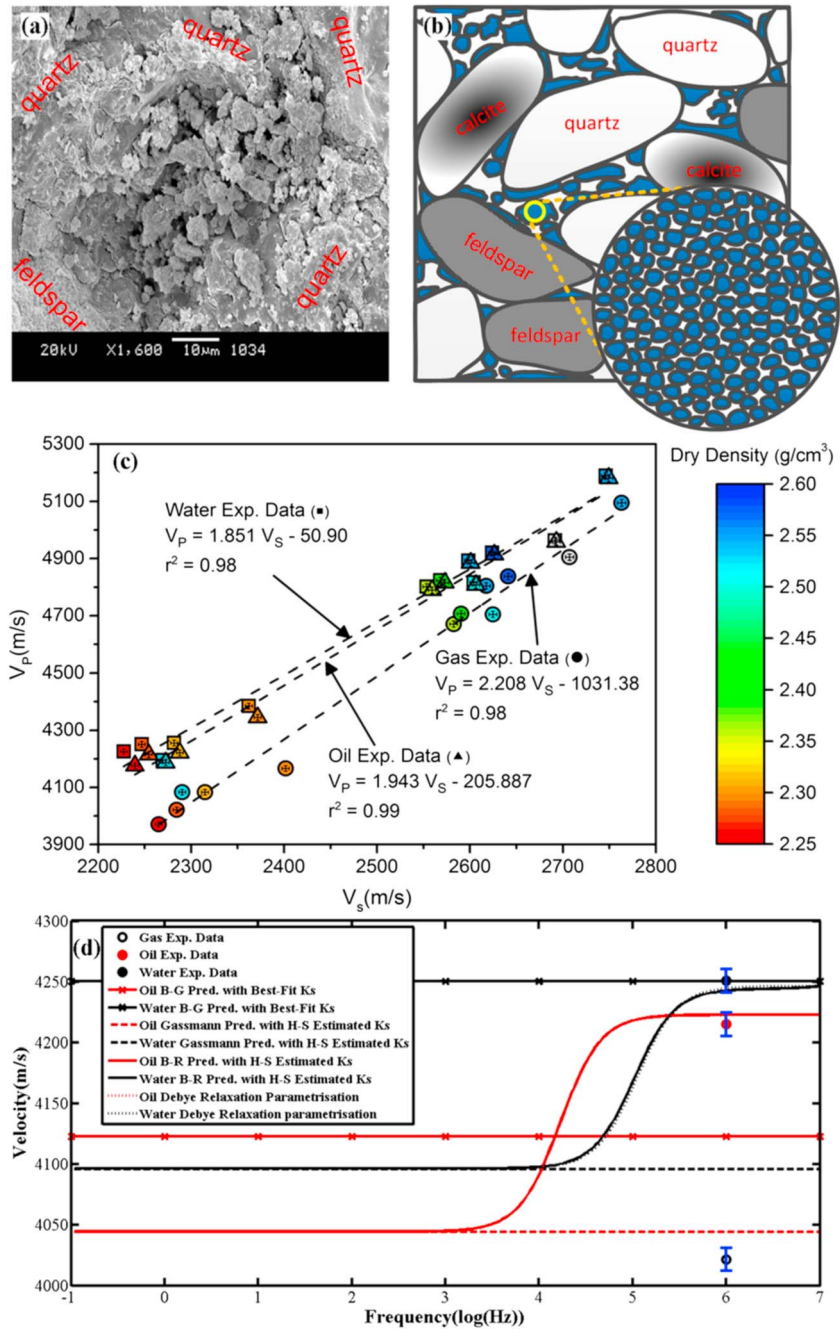 (a)
quartz
quartz
quartz
feldspar
quartz
20kV X1,600 10μm 1034
(b)
quartz
calcite
quartz
calcite
feldspar
feldspar
(c)
Dry Density (g/cm³)
5300
5100
4900
4700
4500
4300
4100
3900
V_P(m/s)
Water Exp. Data (■)
V_P = 1.851 V_S - 50.90
r² = 0.98
Gas Exp. Data (●)
V_P = 2.208 V_S - 1031.38
r² = 0.98
Oil Exp. Data (▲)
V_P = 1.943 V_S - 205.887
r² = 0.99
2200 2300 2400 2500 2600 2700 2800
V_s(m/s)
2.60
2.55
2.50
2.45
2.40
2.35
2.30
2.25
(d)
Gas Exp. Data
Oil Exp. Data
Water Exp. Data
Oil B-G Pred. with Best-Fit Ks
Water B-G Pred. with Best-Fit Ks
Oil Gassmann Pred. with H-S Estimated Ks
Water Gassmann Pred. with H-S Estimated Ks
Oil B-R Pred. with H-S Estimated Ks
Water B-R Pred. with H-S Estimated Ks
Oil Debye Relaxation Parametrisation
Water Debye Relaxation parametrisation
4300
4250
4200
4150
4100
4050
4000
Velocity(m/s)
-1 0 1 2 3 4 5 6 7
Frequency(log(Hz))